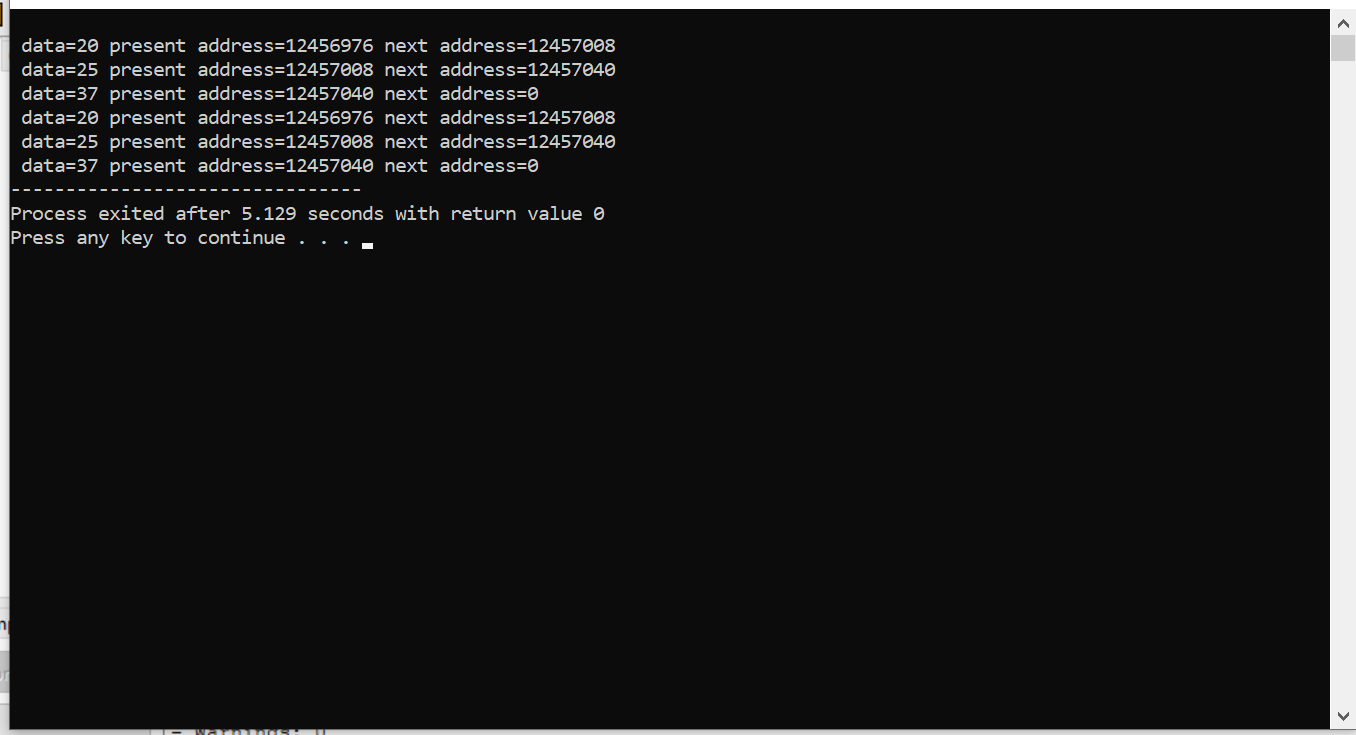 data=20 present address=12456976 next address=12457008
data=25 present address=12457008 next address=12457040
data=37 present address=12457040 next address=0
data=20 present address=12456976 next address=12457008
data=25 present address=12457008 next address=12457040
data=37 present address=12457040 next address=0
--------------------------------
Process exited after 5.129 seconds with return value 0
Press any key to continue . . .